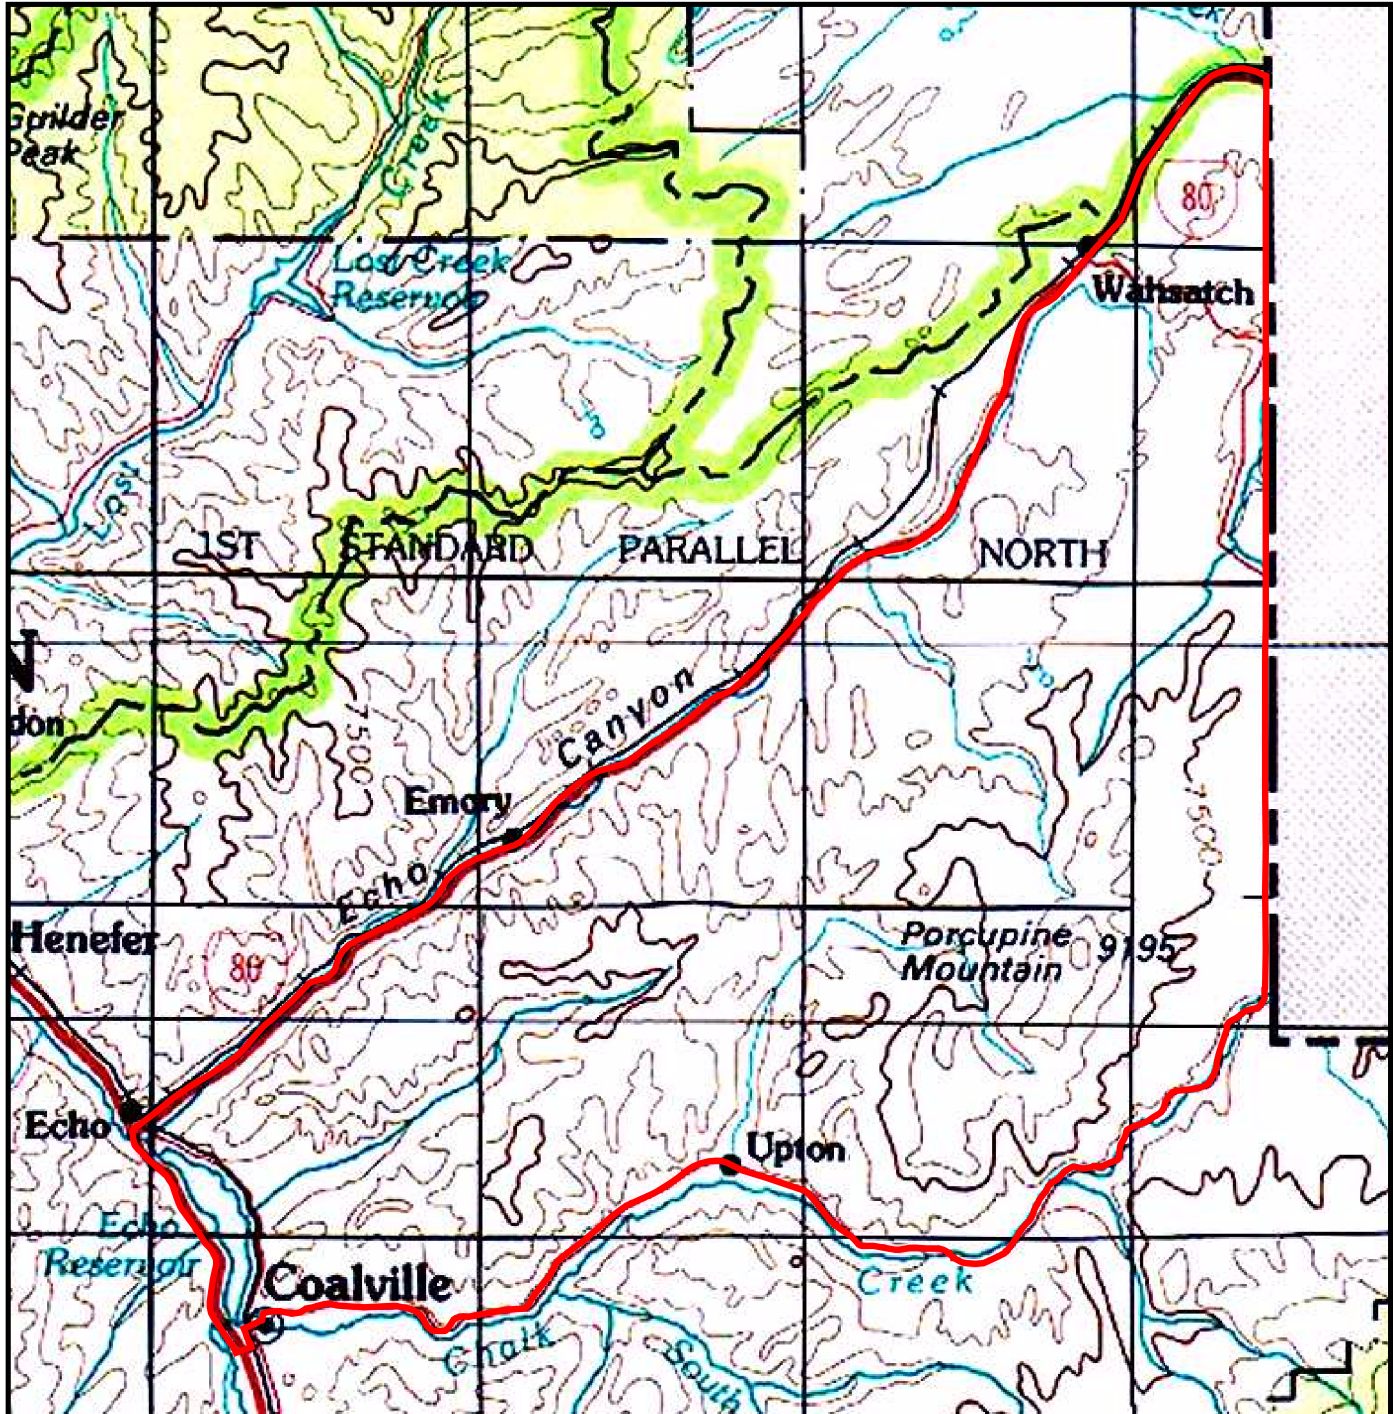 Creek
Peak
80
Lost Creek
Reservoir
Wahsatch
Lost
1ST STANDARD PARALLEL NORTH
N
don
7500
Canyon
Emory
7500
Echo
Henefer
80
Porcupine
Mountain
9195
Echo
Upton
Echo
Reservoir
Coalville
Creek
Chalk
South